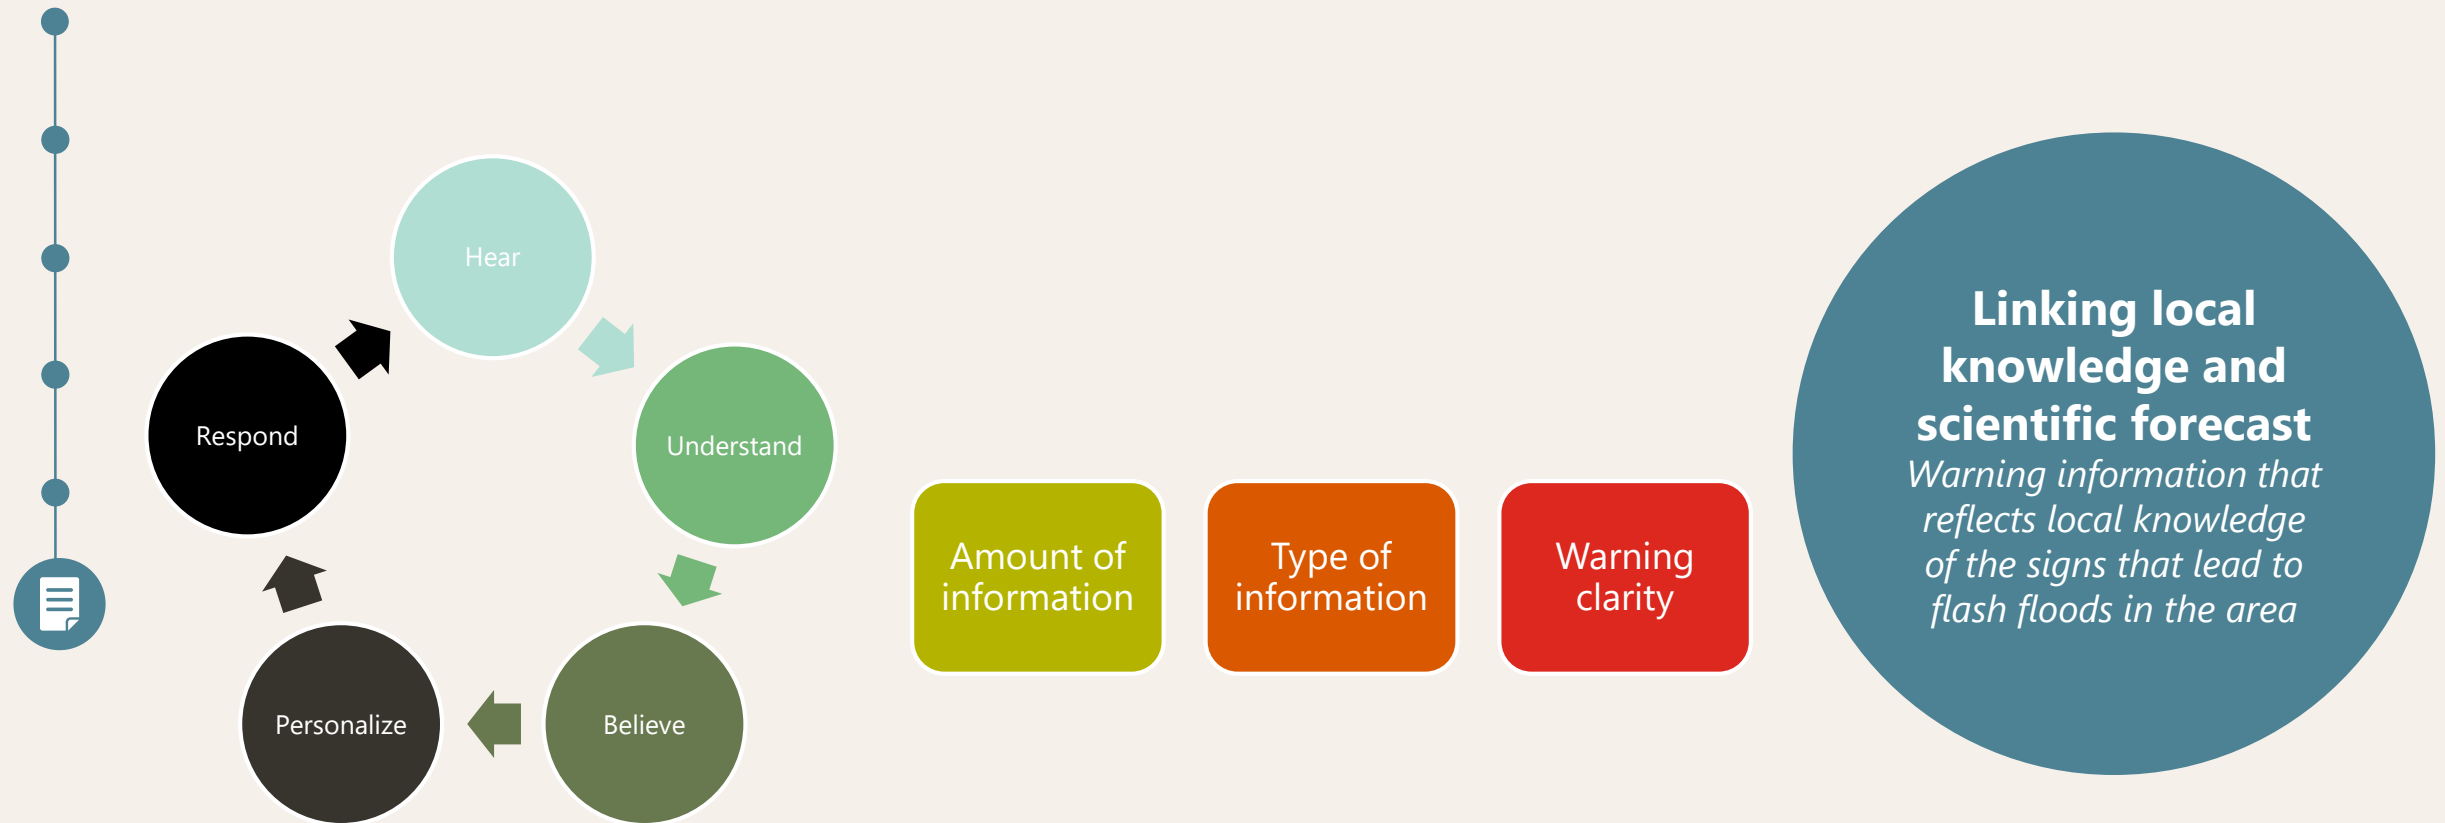 Hear
Understand
Believe
Personalize
Respond
Amount of
information
Type of
information
Warning
clarity
Linking local
knowledge and
scientific forecast
Warning information that
reflects local knowledge
of the signs that lead to
flash floods in the area